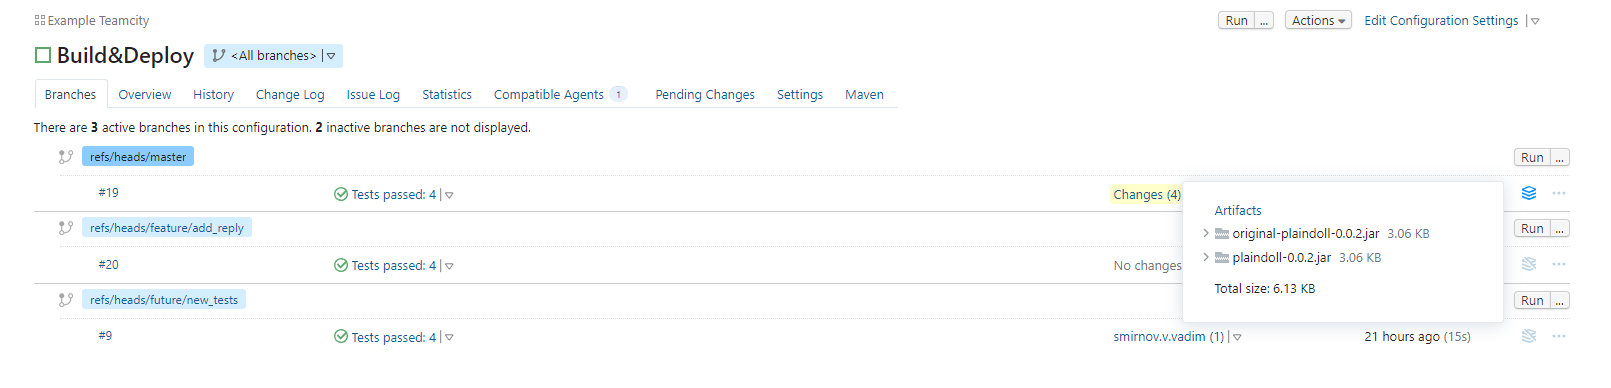 Example Teamcity
Run ... Actions Edit Configuration Settings
Build&Deploy <All branches>
Branches Overview History Change Log Issue Log Statistics Compatible Agents 1 Pending Changes Settings Maven
There are 3 active branches in this configuration. 2 inactive branches are not displayed.
refs/heads/master Run ...
#19 Tests passed: 4 Changes (4)
Artifacts
original-plaindoll-0.0.2.jar 3.06 KB
plaindoll-0.0.2.jar 3.06 KB
Total size: 6.13 KB
refs/heads/feature/add_reply Run ...
#20 Tests passed: 4 No changes
refs/heads/future/new_tests Run ...
#9 Tests passed: 4 smirnov.v.vadim (1) 21 hours ago (15s)